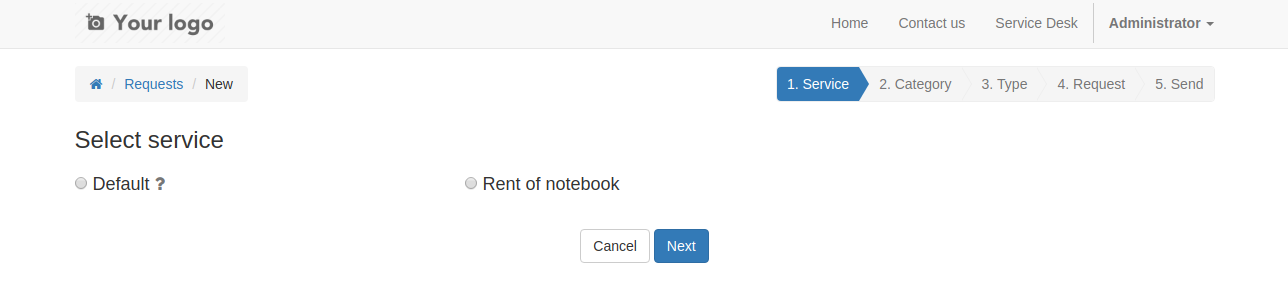 Your logo Home Contact us Service Desk Administrator
/ Requests / New 1. Service 2. Category 3. Type 4. Request 5. Send
Select service
Default ? Rent of notebook
Cancel Next